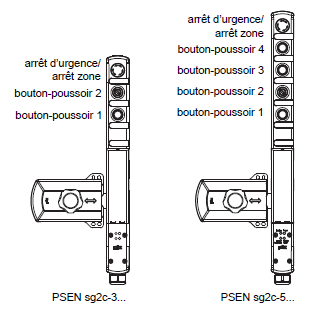 arrêt d'urgence/
arrêt zone
bouton-poussoir 2
bouton-poussoir 1
PSEN sg2c-3...
arrêt d'urgence/
arrêt zone
bouton-poussoir 4
bouton-poussoir 3
bouton-poussoir 2
bouton-poussoir 1
PSEN sg2c-5...